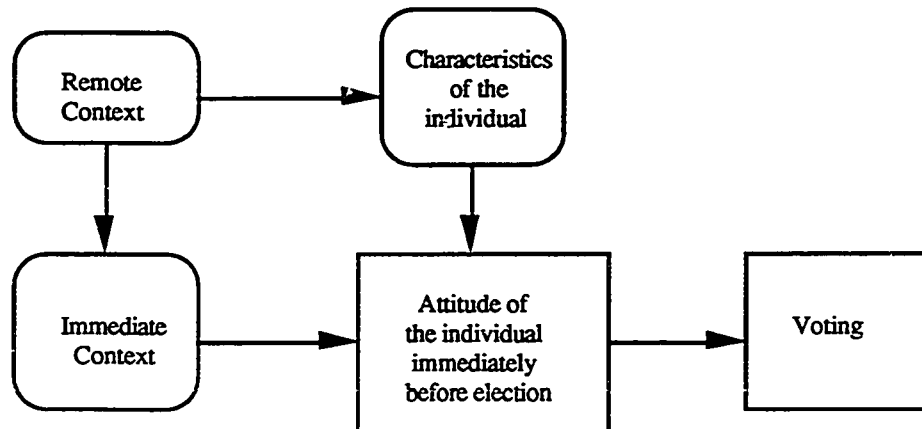 Remote
Context
Characteristics
of the
individual
Immediate
Context
Attitude of
the individual
immediately
before election
Voting